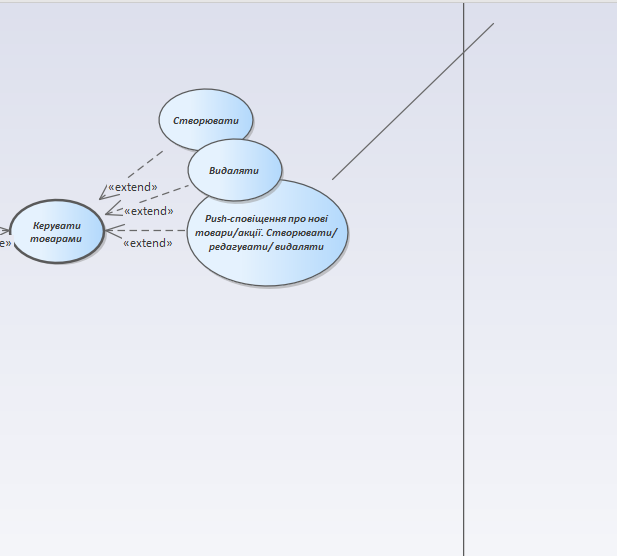 Створювати
Видаляти
«extend»
«extend»
Push-сповіщення про нові
товари/акції. Створювати/
редагувати/ видаляти
Керувати
товарами
e»
«extend»